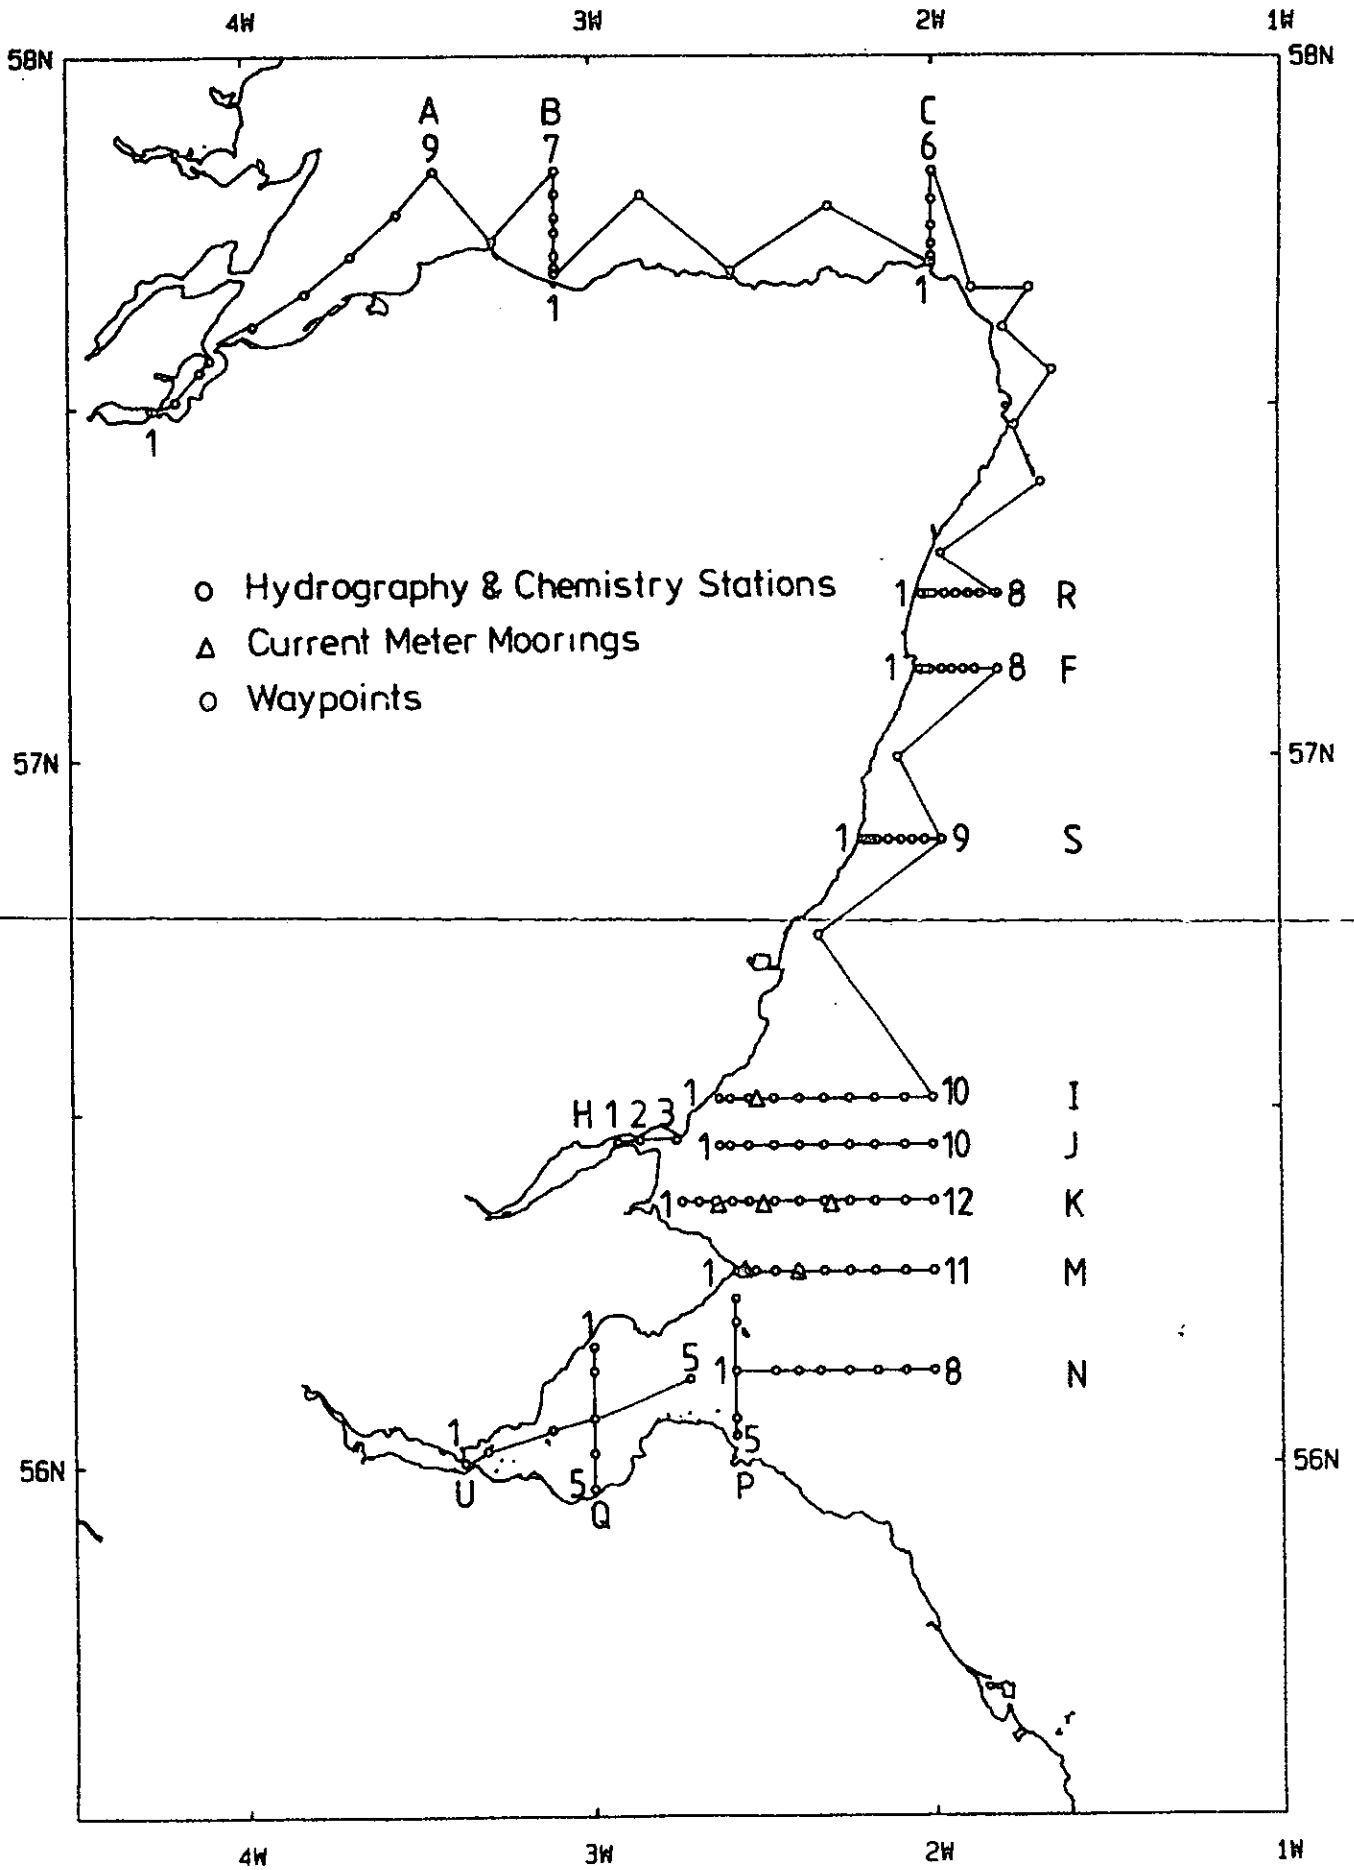 4W 3W 2W 1W
58N 58N
A B C
9 7 6
1 1
1
o Hydrography & Chemistry Stations
1 8 R
△ Current Meter Moorings
1 8 F
o Waypoints
57N 57N
1 9 S
1 10 I
H 1 2 3
1 10 J
1 12 K
1 11 M
1
5 1 8 N
1 5
56N 56N
U 5 Q P
4W 3W 2W 1W